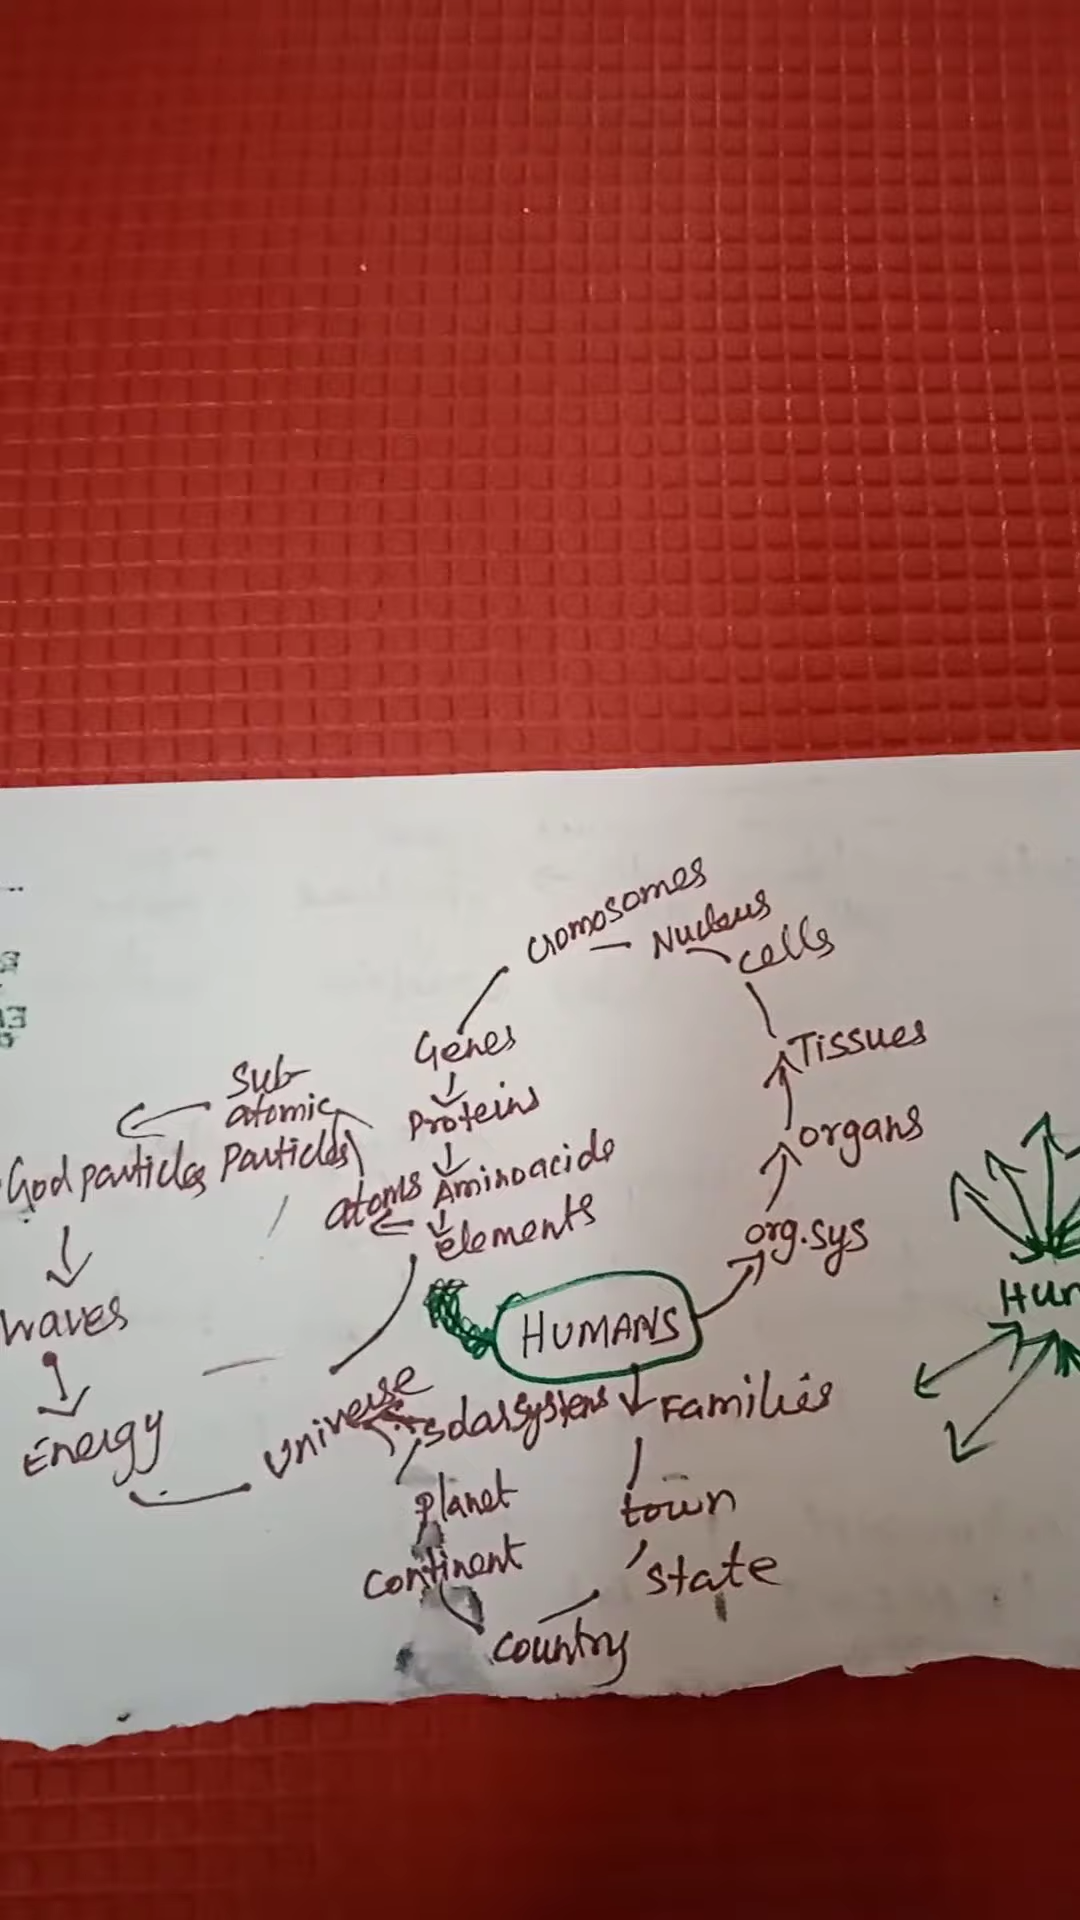 Cromosomes
Nucleus
cells
Genes
Tissues
Sub-
atomic
Particles
Proteins
organs
God particles
atoms
Aminoacids
elements
org.sys
Waves
HUMANS
Hum
Energy
universe
Solarsystems
Families
Planet
town
continent
state
country